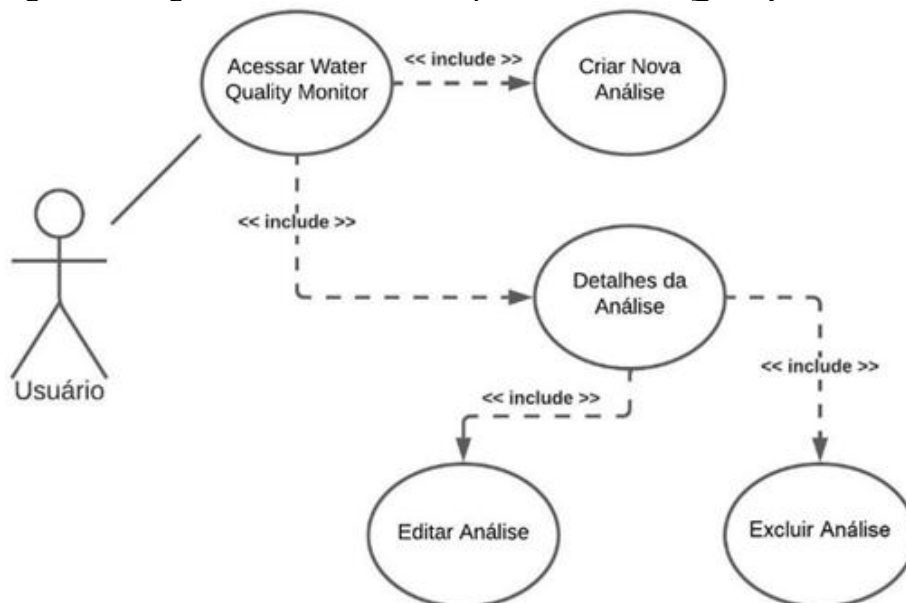 Acessar Water
Quality Monitor
<< include >>
Criar Nova
Análise
<< include >>
Detalhes da
Análise
Usuário
<< include >>
<< include >>
Editar Análise
Excluir Análise